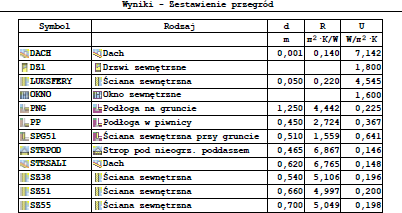 Wyniki - Zestawienie przegród
Symbol Rodzaj d R U
m m2·K/W W/m2·K
DACH Dach 0,001 0,140 7,142
DZ1 Drzwi zewnętrzne 1,800
LUKSFERY Ściana zewnętrzna 0,050 0,220 4,545
OKNO Okno zewnętrzne 1,600
PNG Podłoga na gruncie 1,250 4,442 0,225
PP Podłoga w piwnicy 0,450 2,724 0,367
SPG51 Ściana zewnętrzna przy gruncie 0,510 1,559 0,641
STRPOD Strop pod nieogrz. poddaszem 0,465 6,867 0,146
STRSALI Dach 0,620 6,765 0,148
SZ38 Ściana zewnętrzna 0,540 5,106 0,196
SZ51 Ściana zewnętrzna 0,660 4,997 0,200
SZ55 Ściana zewnętrzna 0,700 5,049 0,198